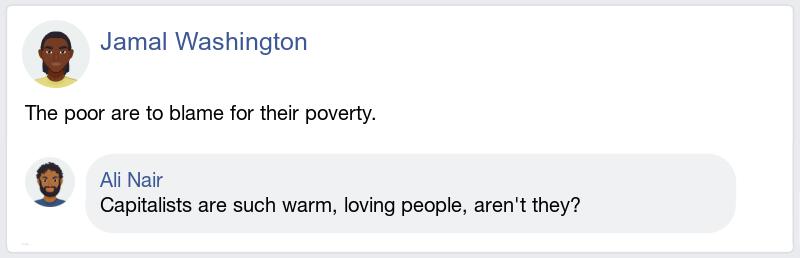 Jamal Washington
The poor are to blame for their poverty.
Ali Nair
Capitalists are such warm, loving people, aren't they?